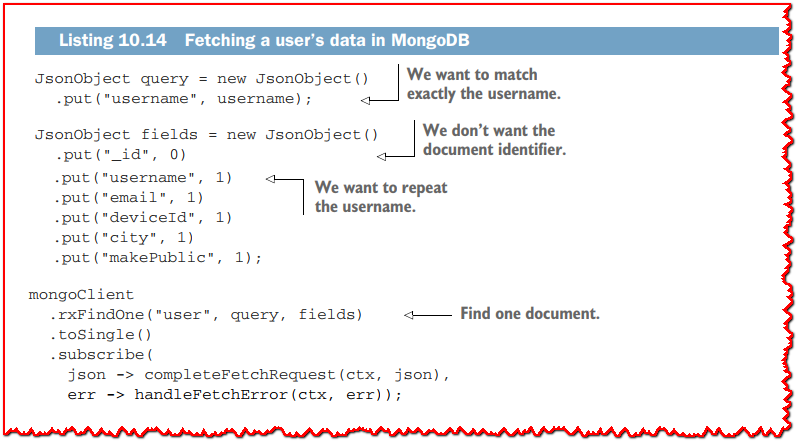 Listing 10.14 Fetching a user's data in MongoDB
JsonObject query = new JsonObject()
.put("username", username);
We want to match
exactly the username.
JsonObject fields = new JsonObject()
.put("_id", 0)
We don't want the
document identifier.
.put("username", 1)
We want to repeat
the username.
.put("email", 1)
.put("deviceId", 1)
.put("city", 1)
.put("makePublic", 1);
mongoClient
.rxFindOne("user", query, fields)
Find one document.
.toSingle()
.subscribe(
json -> completeFetchRequest(ctx, json),
err -> handleFetchError(ctx, err));